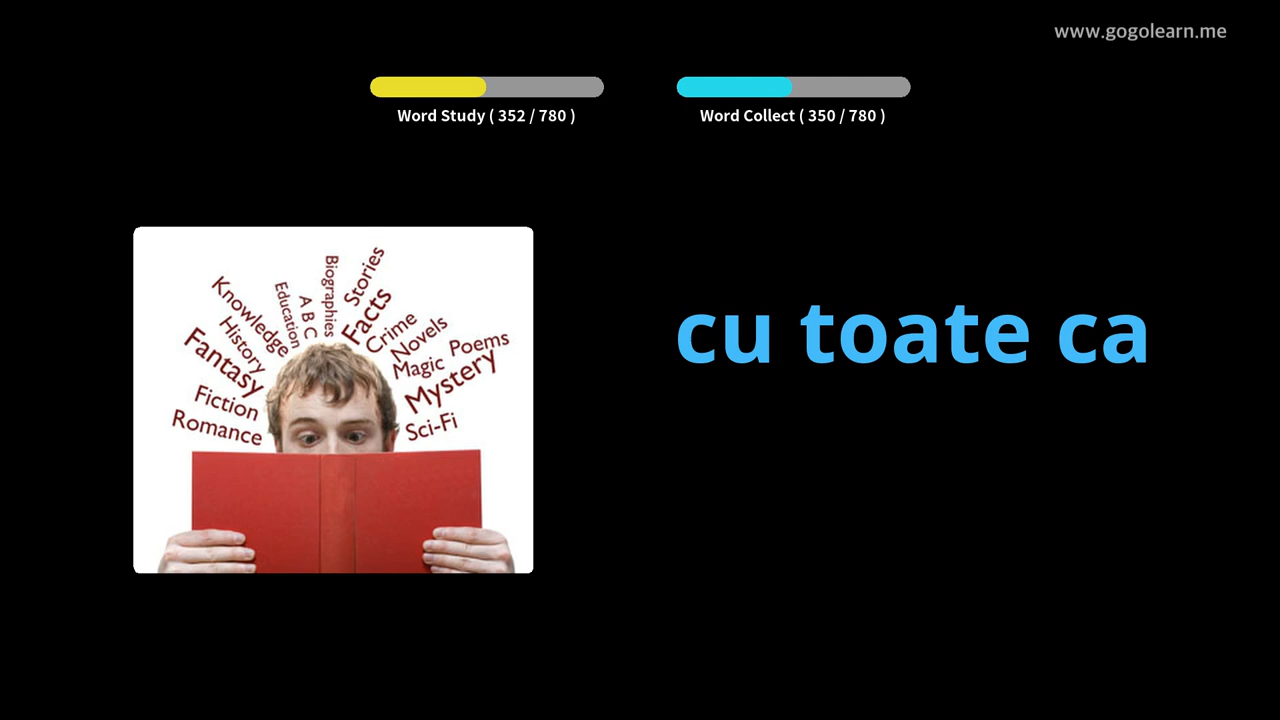 www.gogolearn.me
Word Study ( 352 / 780 )
Word Collect ( 350 / 780 )
Knowledge
Education
A B C
Biographies
Stories
Facts
Crime
Novels
Poems
Magic
Mystery
Sci-Fi
History
Fantasy
Fiction
Romance
cu toate ca